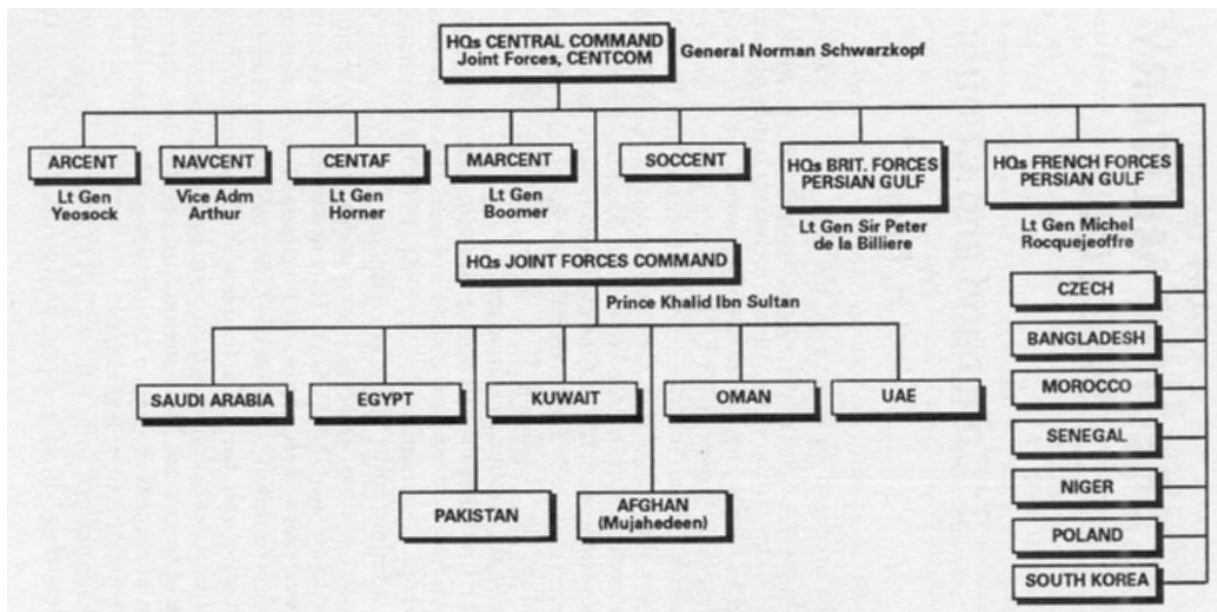 HQs CENTRAL COMMAND
Joint Forces, CENTCOM
General Norman Schwarzkopf
ARCENT
Lt Gen
Yeosock
NAVCENT
Vice Adm
Arthur
CENTAF
Lt Gen
Horner
MARCENT
Lt Gen
Boomer
SOCCENT
HQs BRIT. FORCES
PERSIAN GULF
Lt Gen Sir Peter
de la Billiere
HQs FRENCH FORCES
PERSIAN GULF
Lt Gen Michel
Rocquejeoffre
HQs JOINT FORCES COMMAND
Prince Khalid Ibn Sultan
SAUDI ARABIA
EGYPT
KUWAIT
OMAN
UAE
PAKISTAN
AFGHAN
(Mujahedeen)
CZECH
BANGLADESH
MOROCCO
SENEGAL
NIGER
POLAND
SOUTH KOREA